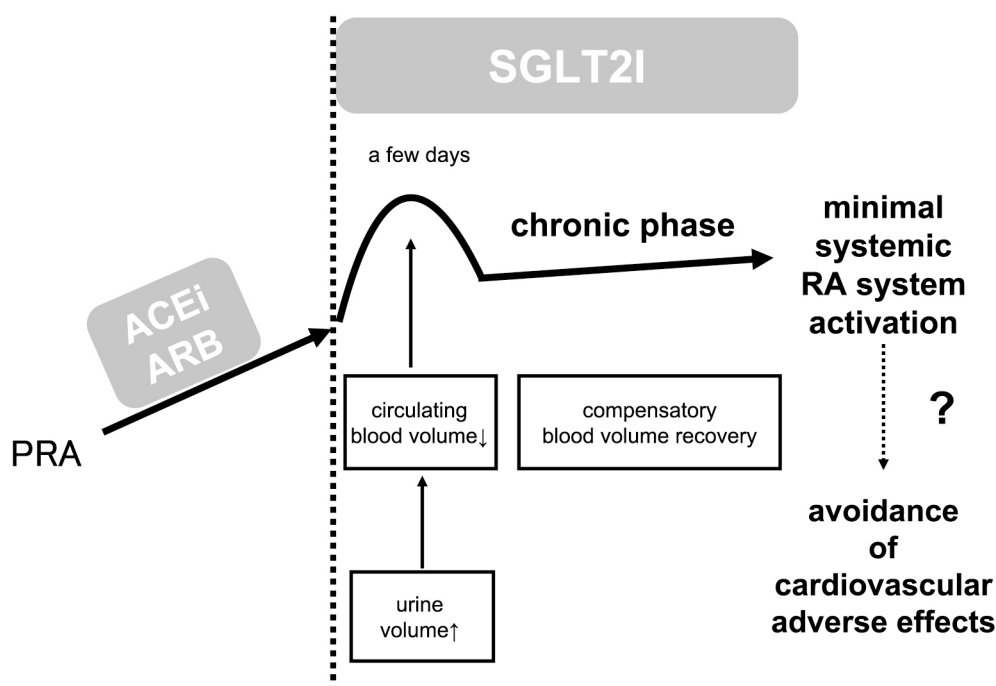 SGLT2I
a few days
chronic phase
minimal
systemic
RA system
activation
ACEi
ARB
PRA
circulating
blood volume↓
compensatory
blood volume recovery
?
urine
volume↑
avoidance
of
cardiovascular
adverse effects